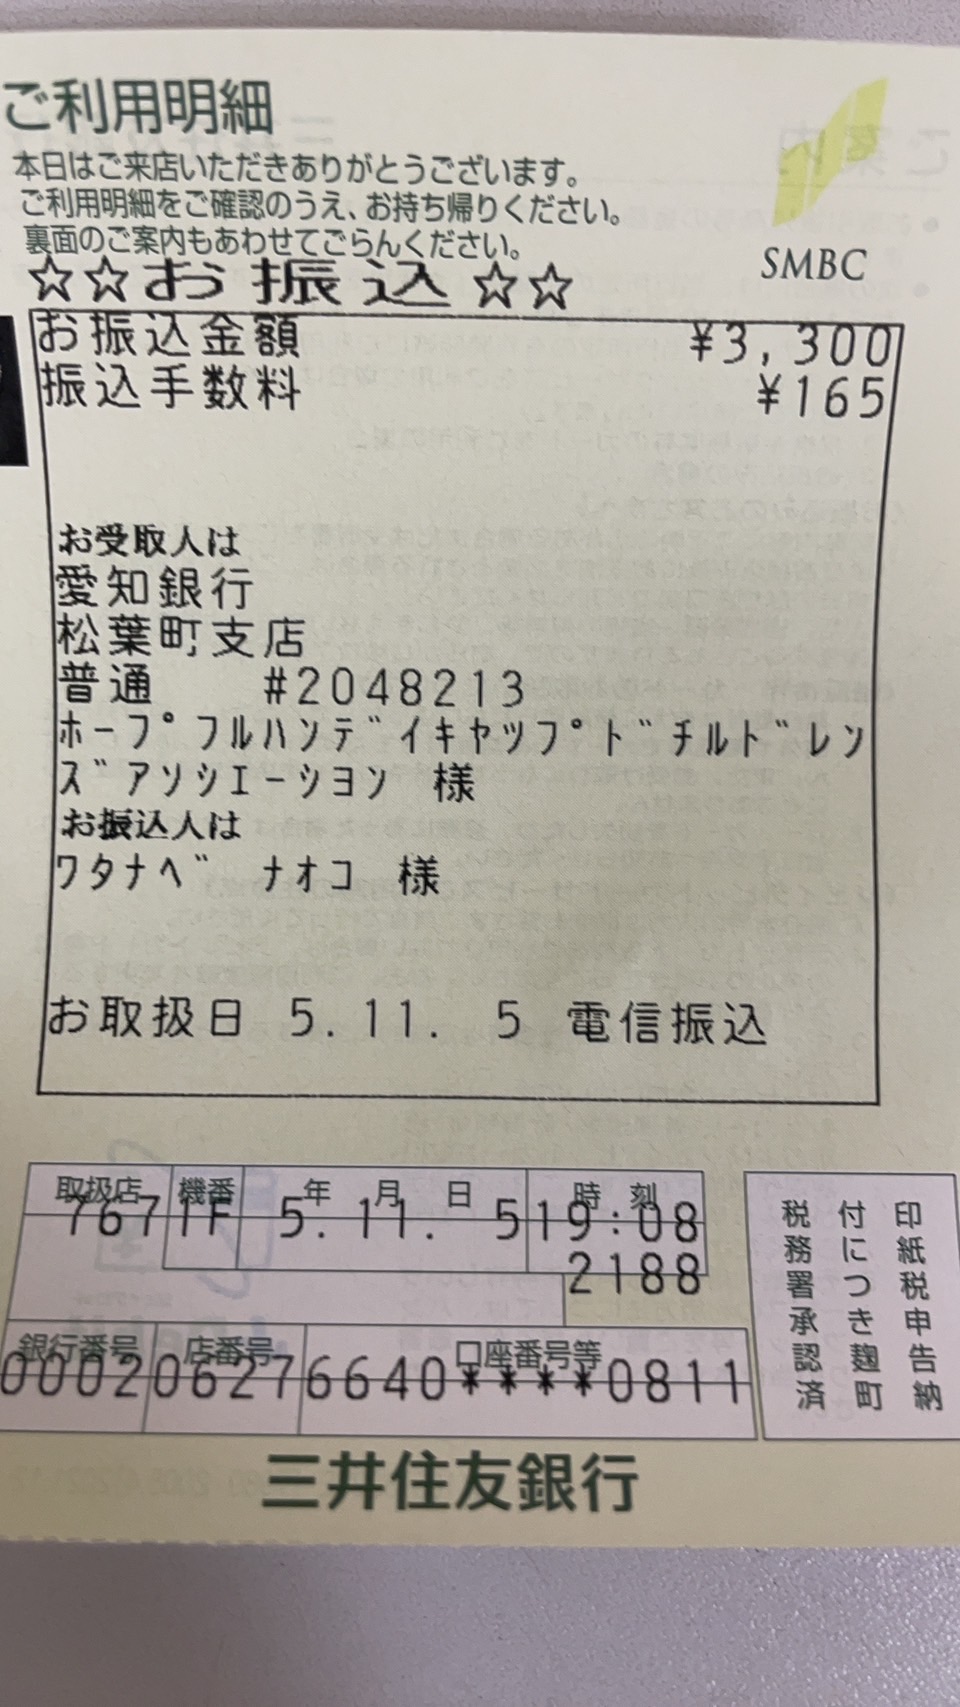 ご利用明細
本日はご来店いただきありがとうございます。
ご利用明細をご確認のうえ、お持ち帰りください。
裏面のご案内もあわせてごらんください。
SMBC
☆☆お振込☆☆
お振込金額 ¥3,300
振込手数料 ¥165
お受取人は
愛知銀行
松葉町支店
普通 #2048213
ホープフルハンデイキャップドチルドレン
ズアソシエーション 様
お振込人は
ワタナベ ナオコ 様
お取扱日 5.11. 5 電信振込
取扱店 機番 年 月 日 時刻
7671F 5.11. 519:08
2188
銀行番号 店番号 口座番号等
000206276640****0811
印紙税申告納
付につき麹町
税務署承認済
三井住友銀行